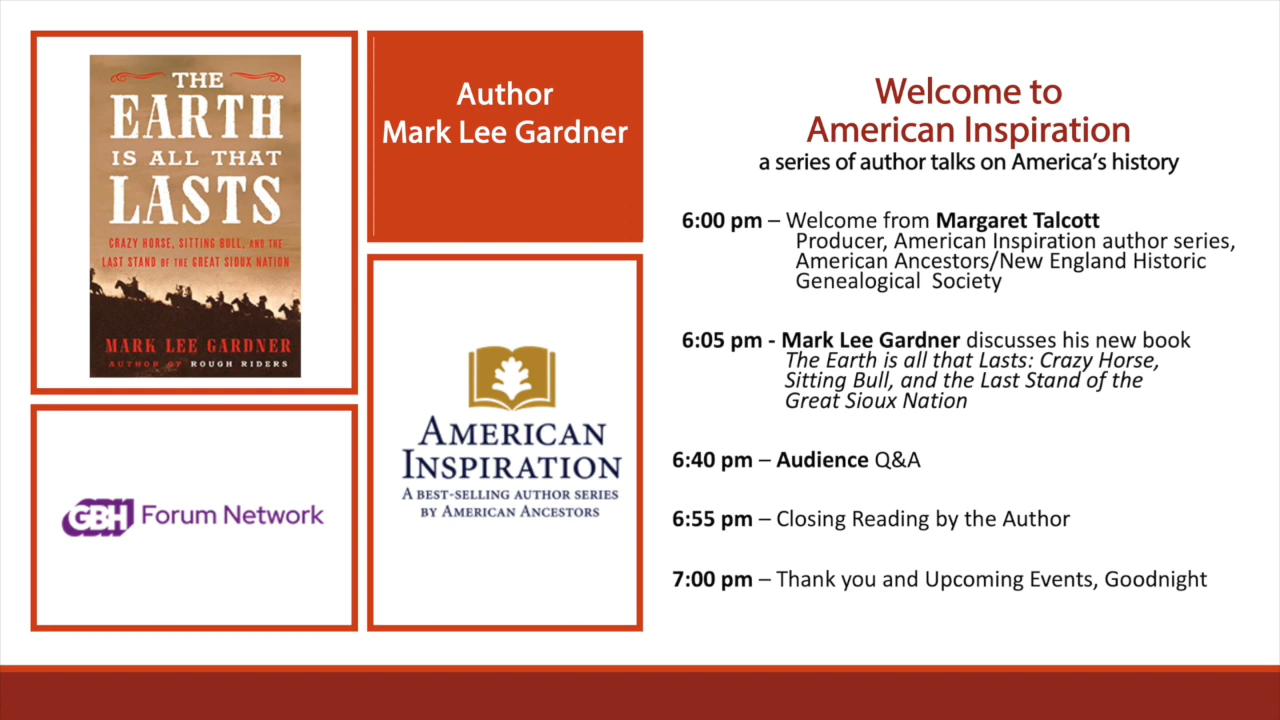 THE
EARTH
IS ALL THAT
LASTS
CRAZY HORSE, SITTING BULL, AND THE
LAST STAND OF THE GREAT SIOUX NATION
MARK LEE GARDNER
AUTHOR OF ROUGH RIDERS
Author
Mark Lee Gardner
GBH Forum Network
AMERICAN
INSPIRATION
A BEST-SELLING AUTHOR SERIES
BY AMERICAN ANCESTORS
Welcome to
American Inspiration
a series of author talks on America's history
6:00 pm – Welcome from Margaret Talcott
Producer, American Inspiration author series,
American Ancestors/New England Historic
Genealogical Society
6:05 pm - Mark Lee Gardner discusses his new book
The Earth is all that Lasts: Crazy Horse,
Sitting Bull, and the Last Stand of the
Great Sioux Nation
6:40 pm – Audience Q&A
6:55 pm – Closing Reading by the Author
7:00 pm – Thank you and Upcoming Events, Goodnight